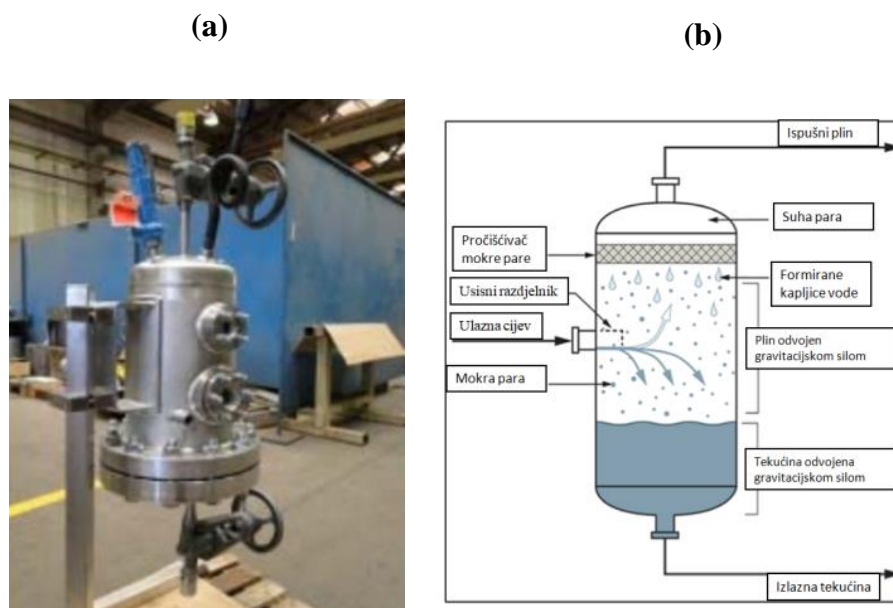 (a)
(b)
Ispušni plin
Suha para
Pročišćivač
mokre pare
Usisni razdjelnik
Ulazna cijev
Mokra para
Formirane
kapljice vode
Plin odvojen
gravitacijskom silom
Tekućina odvojena
gravitacijskom silom
Izlazna tekućina